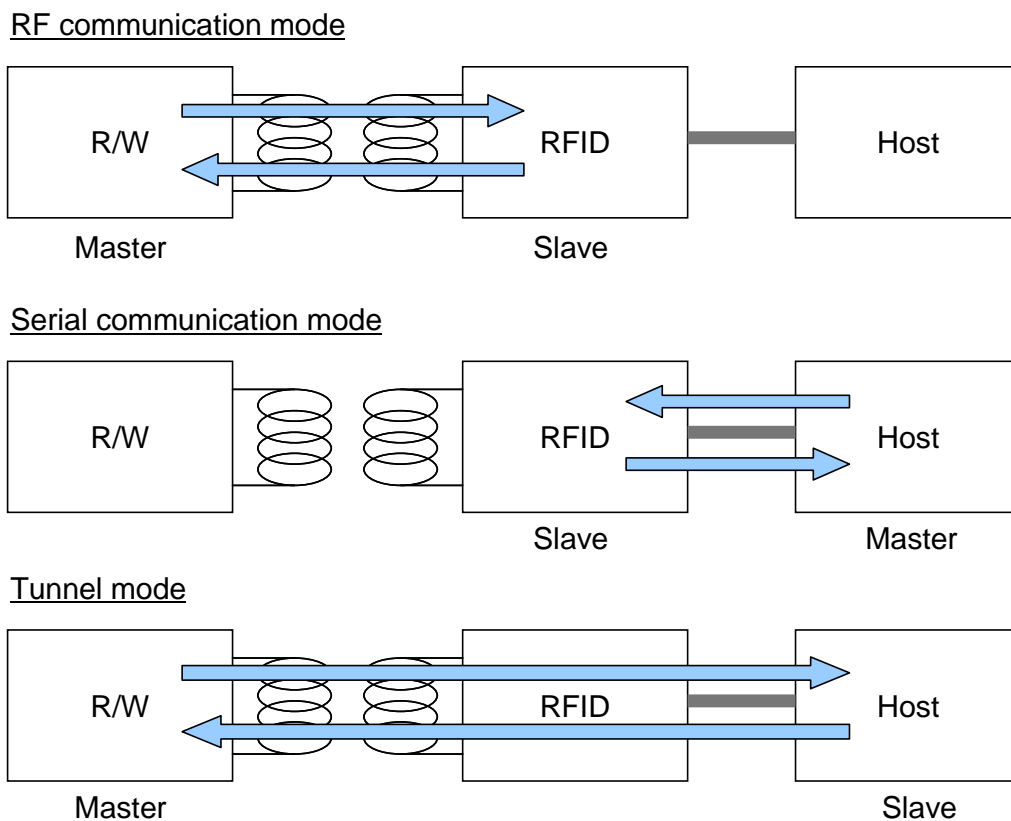 RF communication mode
R/W
RFID
Host
Master
Slave
Serial communication mode
R/W
RFID
Host
Slave
Master
Tunnel mode
R/W
RFID
Host
Master
Slave